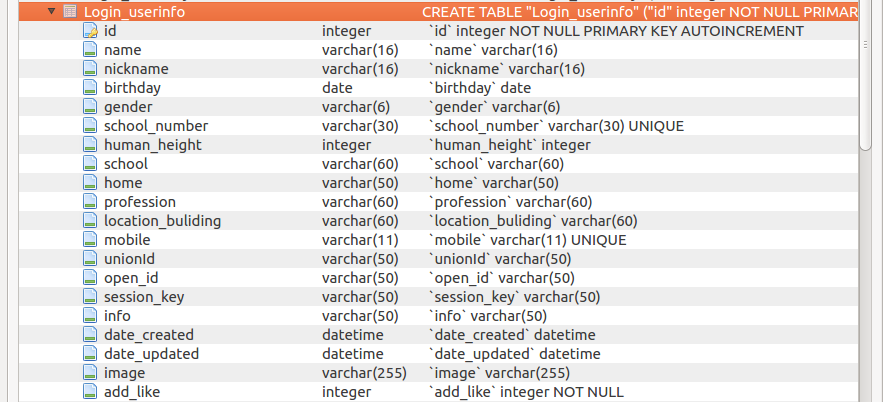 Login_userinfo CREATE TABLE "Login_userinfo" ("id" integer NOT NULL PRIMAR
id integer `id` integer NOT NULL PRIMARY KEY AUTOINCREMENT
name varchar(16) `name` varchar(16)
nickname varchar(16) `nickname` varchar(16)
birthday date `birthday` date
gender varchar(6) `gender` varchar(6)
school_number varchar(30) `school_number` varchar(30) UNIQUE
human_height integer `human_height` integer
school varchar(60) `school` varchar(60)
home varchar(50) `home` varchar(50)
profession varchar(60) `profession` varchar(60)
location_buliding varchar(60) `location_buliding` varchar(60)
mobile varchar(11) `mobile` varchar(11) UNIQUE
unionId varchar(50) `unionId` varchar(50)
open_id varchar(50) `open_id` varchar(50)
session_key varchar(50) `session_key` varchar(50)
info varchar(50) `info` varchar(50)
date_created datetime `date_created` datetime
date_updated datetime `date_updated` datetime
image varchar(255) `image` varchar(255)
add_like integer `add_like` integer NOT NULL